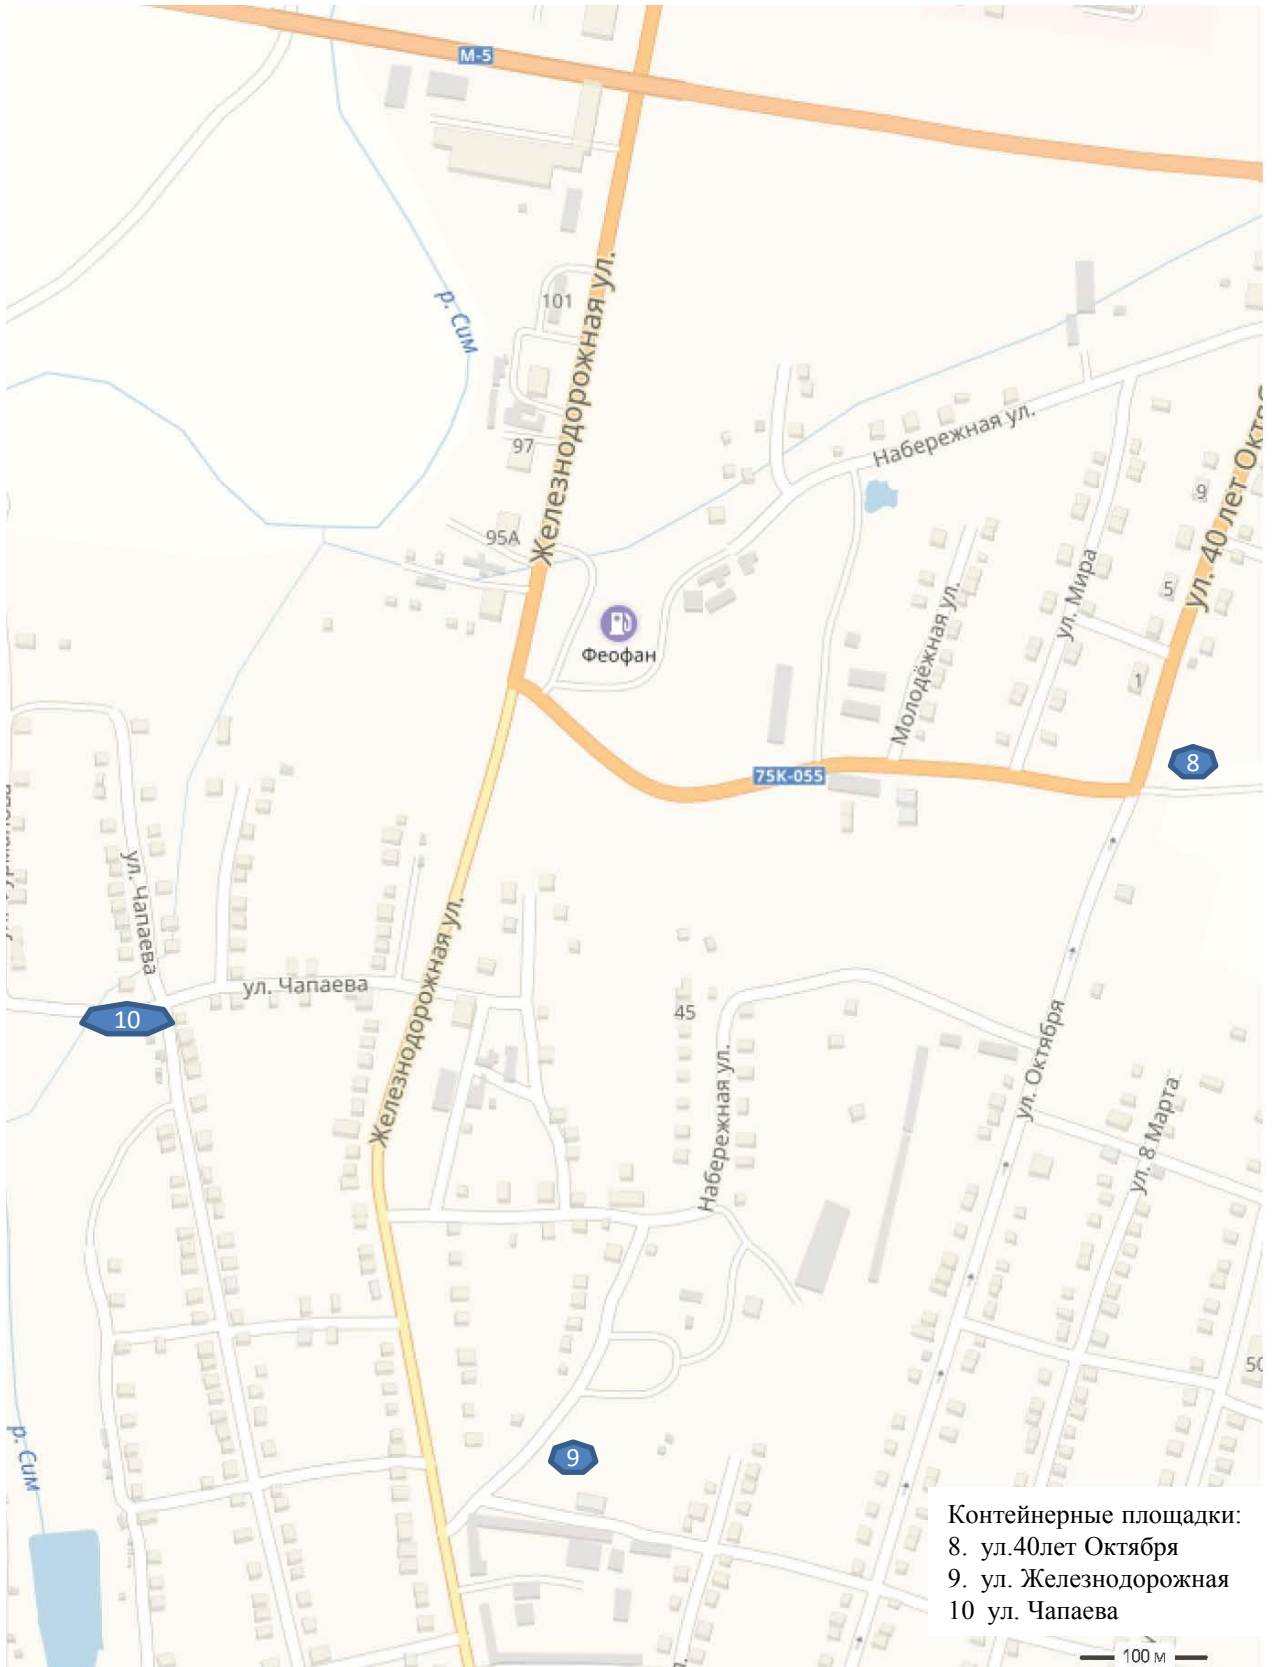 М-5
р. Сим
101
Железнодорожная ул.
97
95А
Феофан
Набережная ул.
Молодёжная ул.
ул. Мира
9
5
1
ул. 40 лет
8
75К-055
ул. Чапаева
ул. Чапаева
10
Железнодорожная ул.
45
Набережная ул.
ул. Октября
ул. 8 Марта
50
р. Сим
9
Контейнерные площадки:
8. ул.40лет Октября
9. ул. Железнодорожная
10 ул. Чапаева
100 м